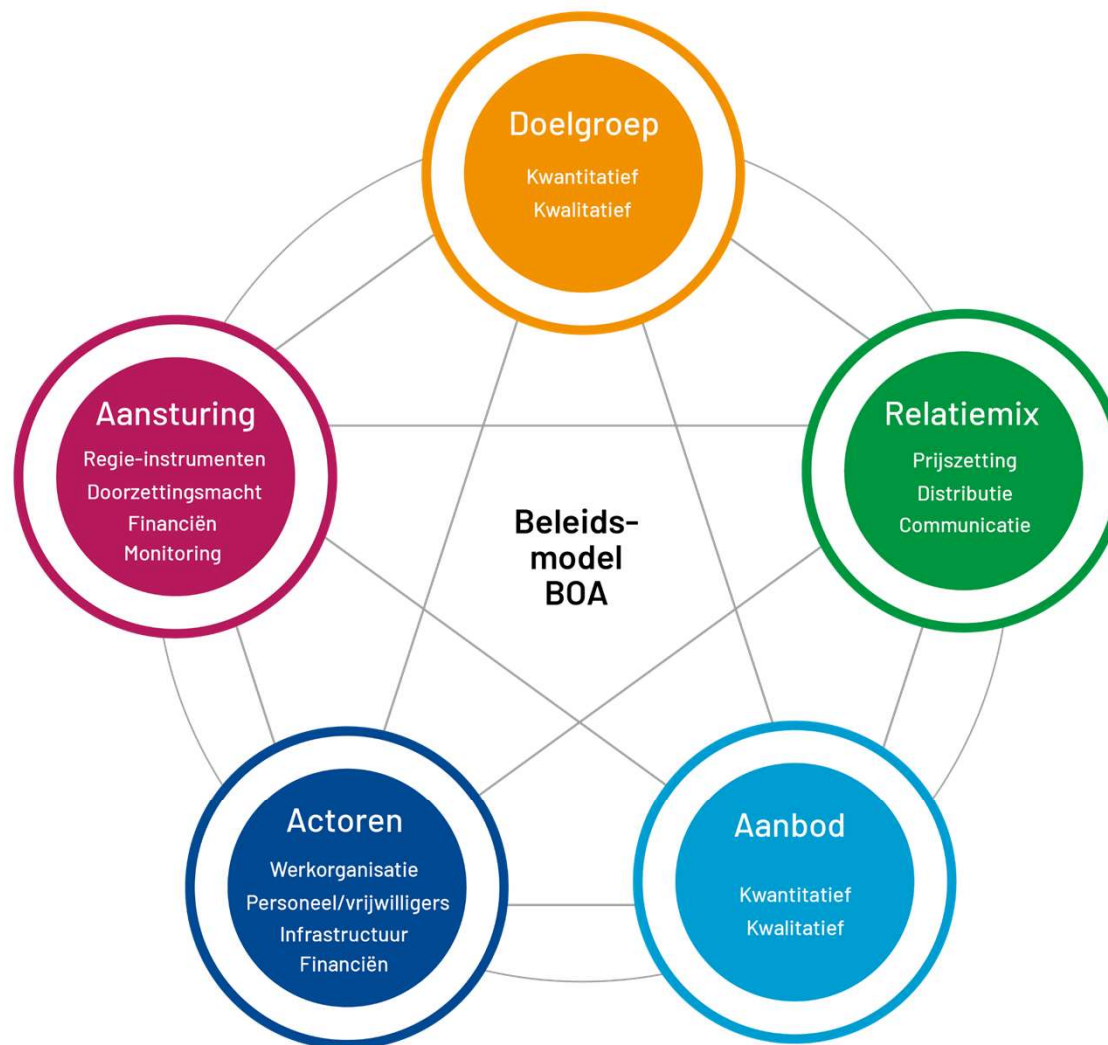 Doelgroep
Kwantitatief
Kwalitatief
Aansturing
Regie-instrumenten
Doorzettingsmacht
Financiën
Monitoring
Relatiemix
Prijszetting
Distributie
Communicatie
Beleids-
model
BOA
Actoren
Werkorganisatie
Personeel/vrijwilligers
Infrastructuur
Financiën
Aanbod
Kwantitatief
Kwalitatief